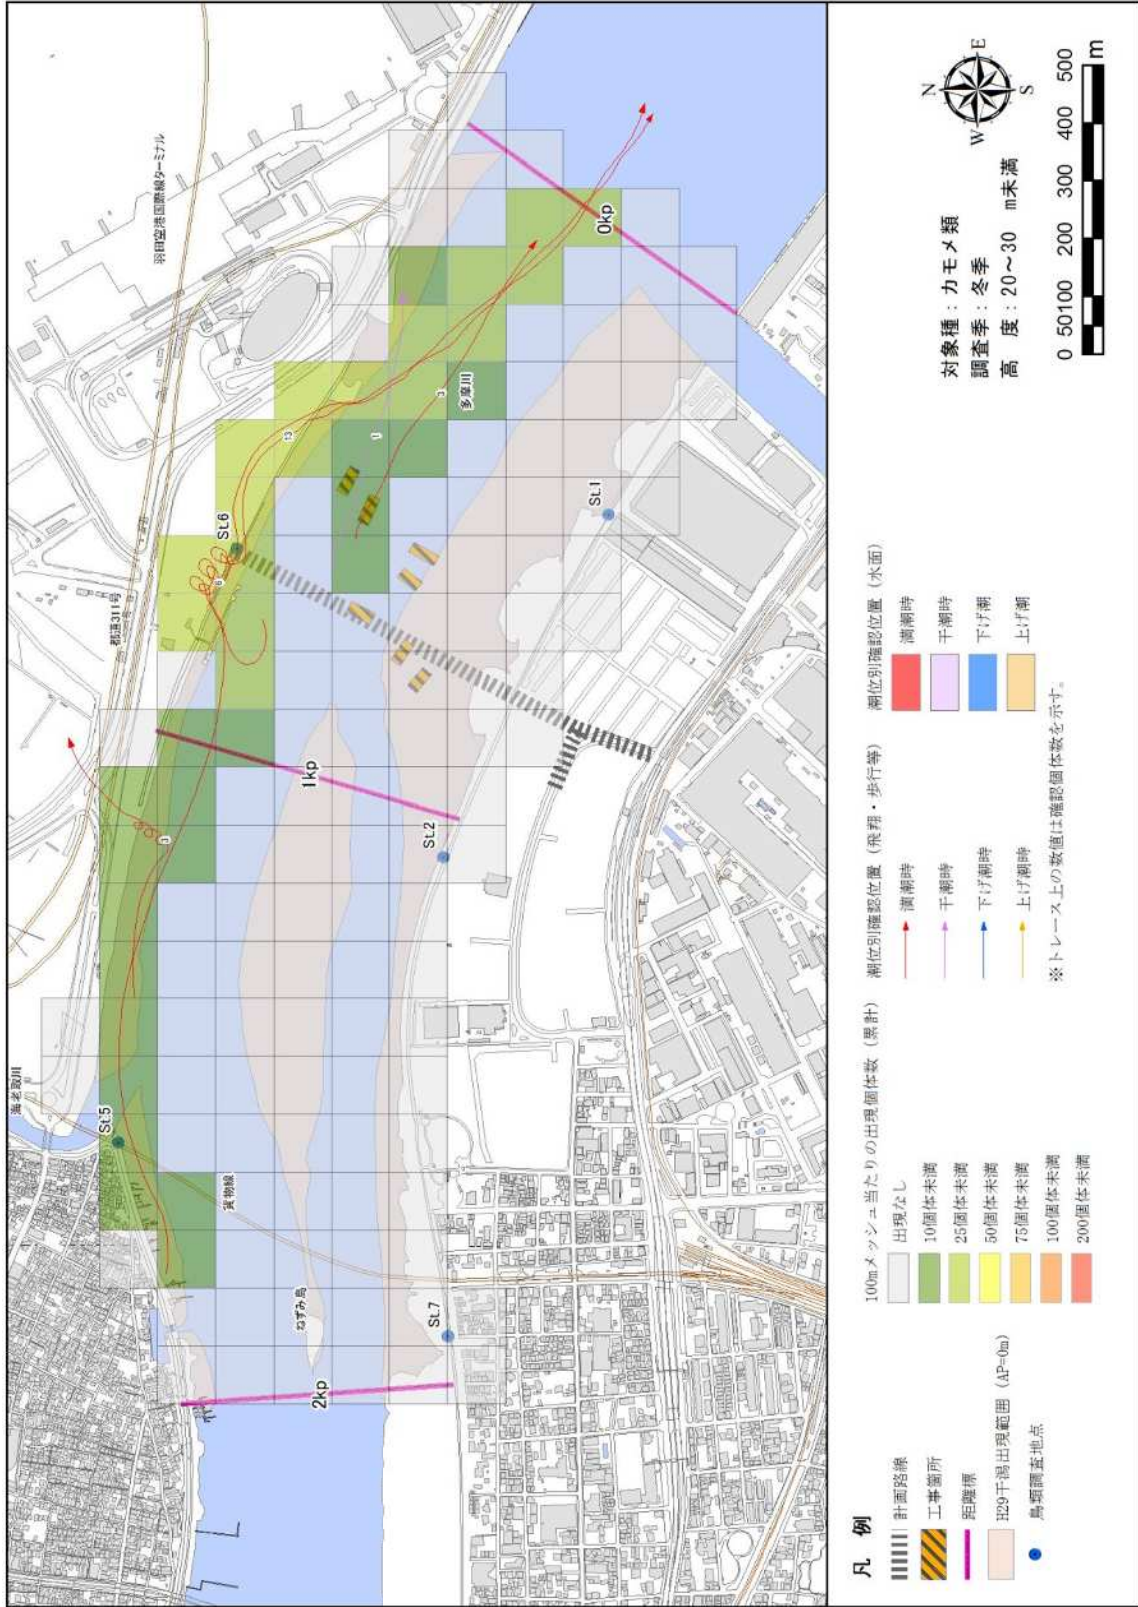 羽田空港国際線ターミナル
海老取川
都道311号
St.5
St.6
貨物線
多摩川
ねずみ島
St.7
St.2
St.1
2kp
1kp
0kp
3
6
13
1
3
凡 例
計画路線
工事箇所
距離標
H29干潟出現範囲 (AP=0m)
鳥類調査地点
100mメッシュ当たりの出現個体数 (累計)
出現なし
10個体未満
25個体未満
50個体未満
75個体未満
100個体未満
200個体未満
潮位別確認位置 (飛翔・歩行等)
満潮時
干潮時
下げ潮時
上げ潮時
潮位別確認位置 (水面)
満潮時
干潮時
下げ潮
上げ潮
※トレース上の数値は確認個体数を示す。
対象種：カモメ類
調査季：冬季
高 度：20～30 m未満
N
E
S
W
0 50100 200 300 400 500
m